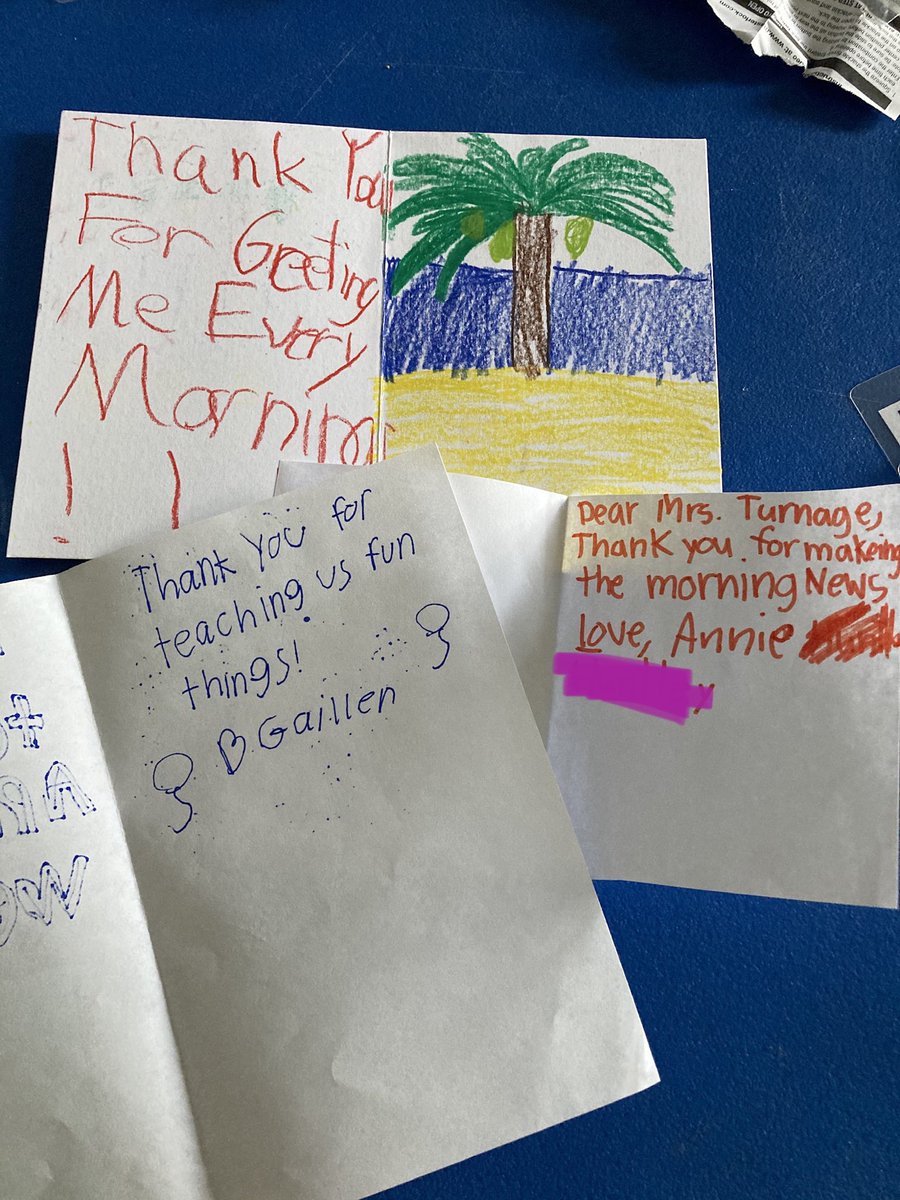 Thank You
For Greeting
Me Every
Morning
! !
Thank You for
teaching us fun
things!
B Gaillen
Dear Mrs. Turnage,
Thank you for makeing
the morning News
Love, Annie